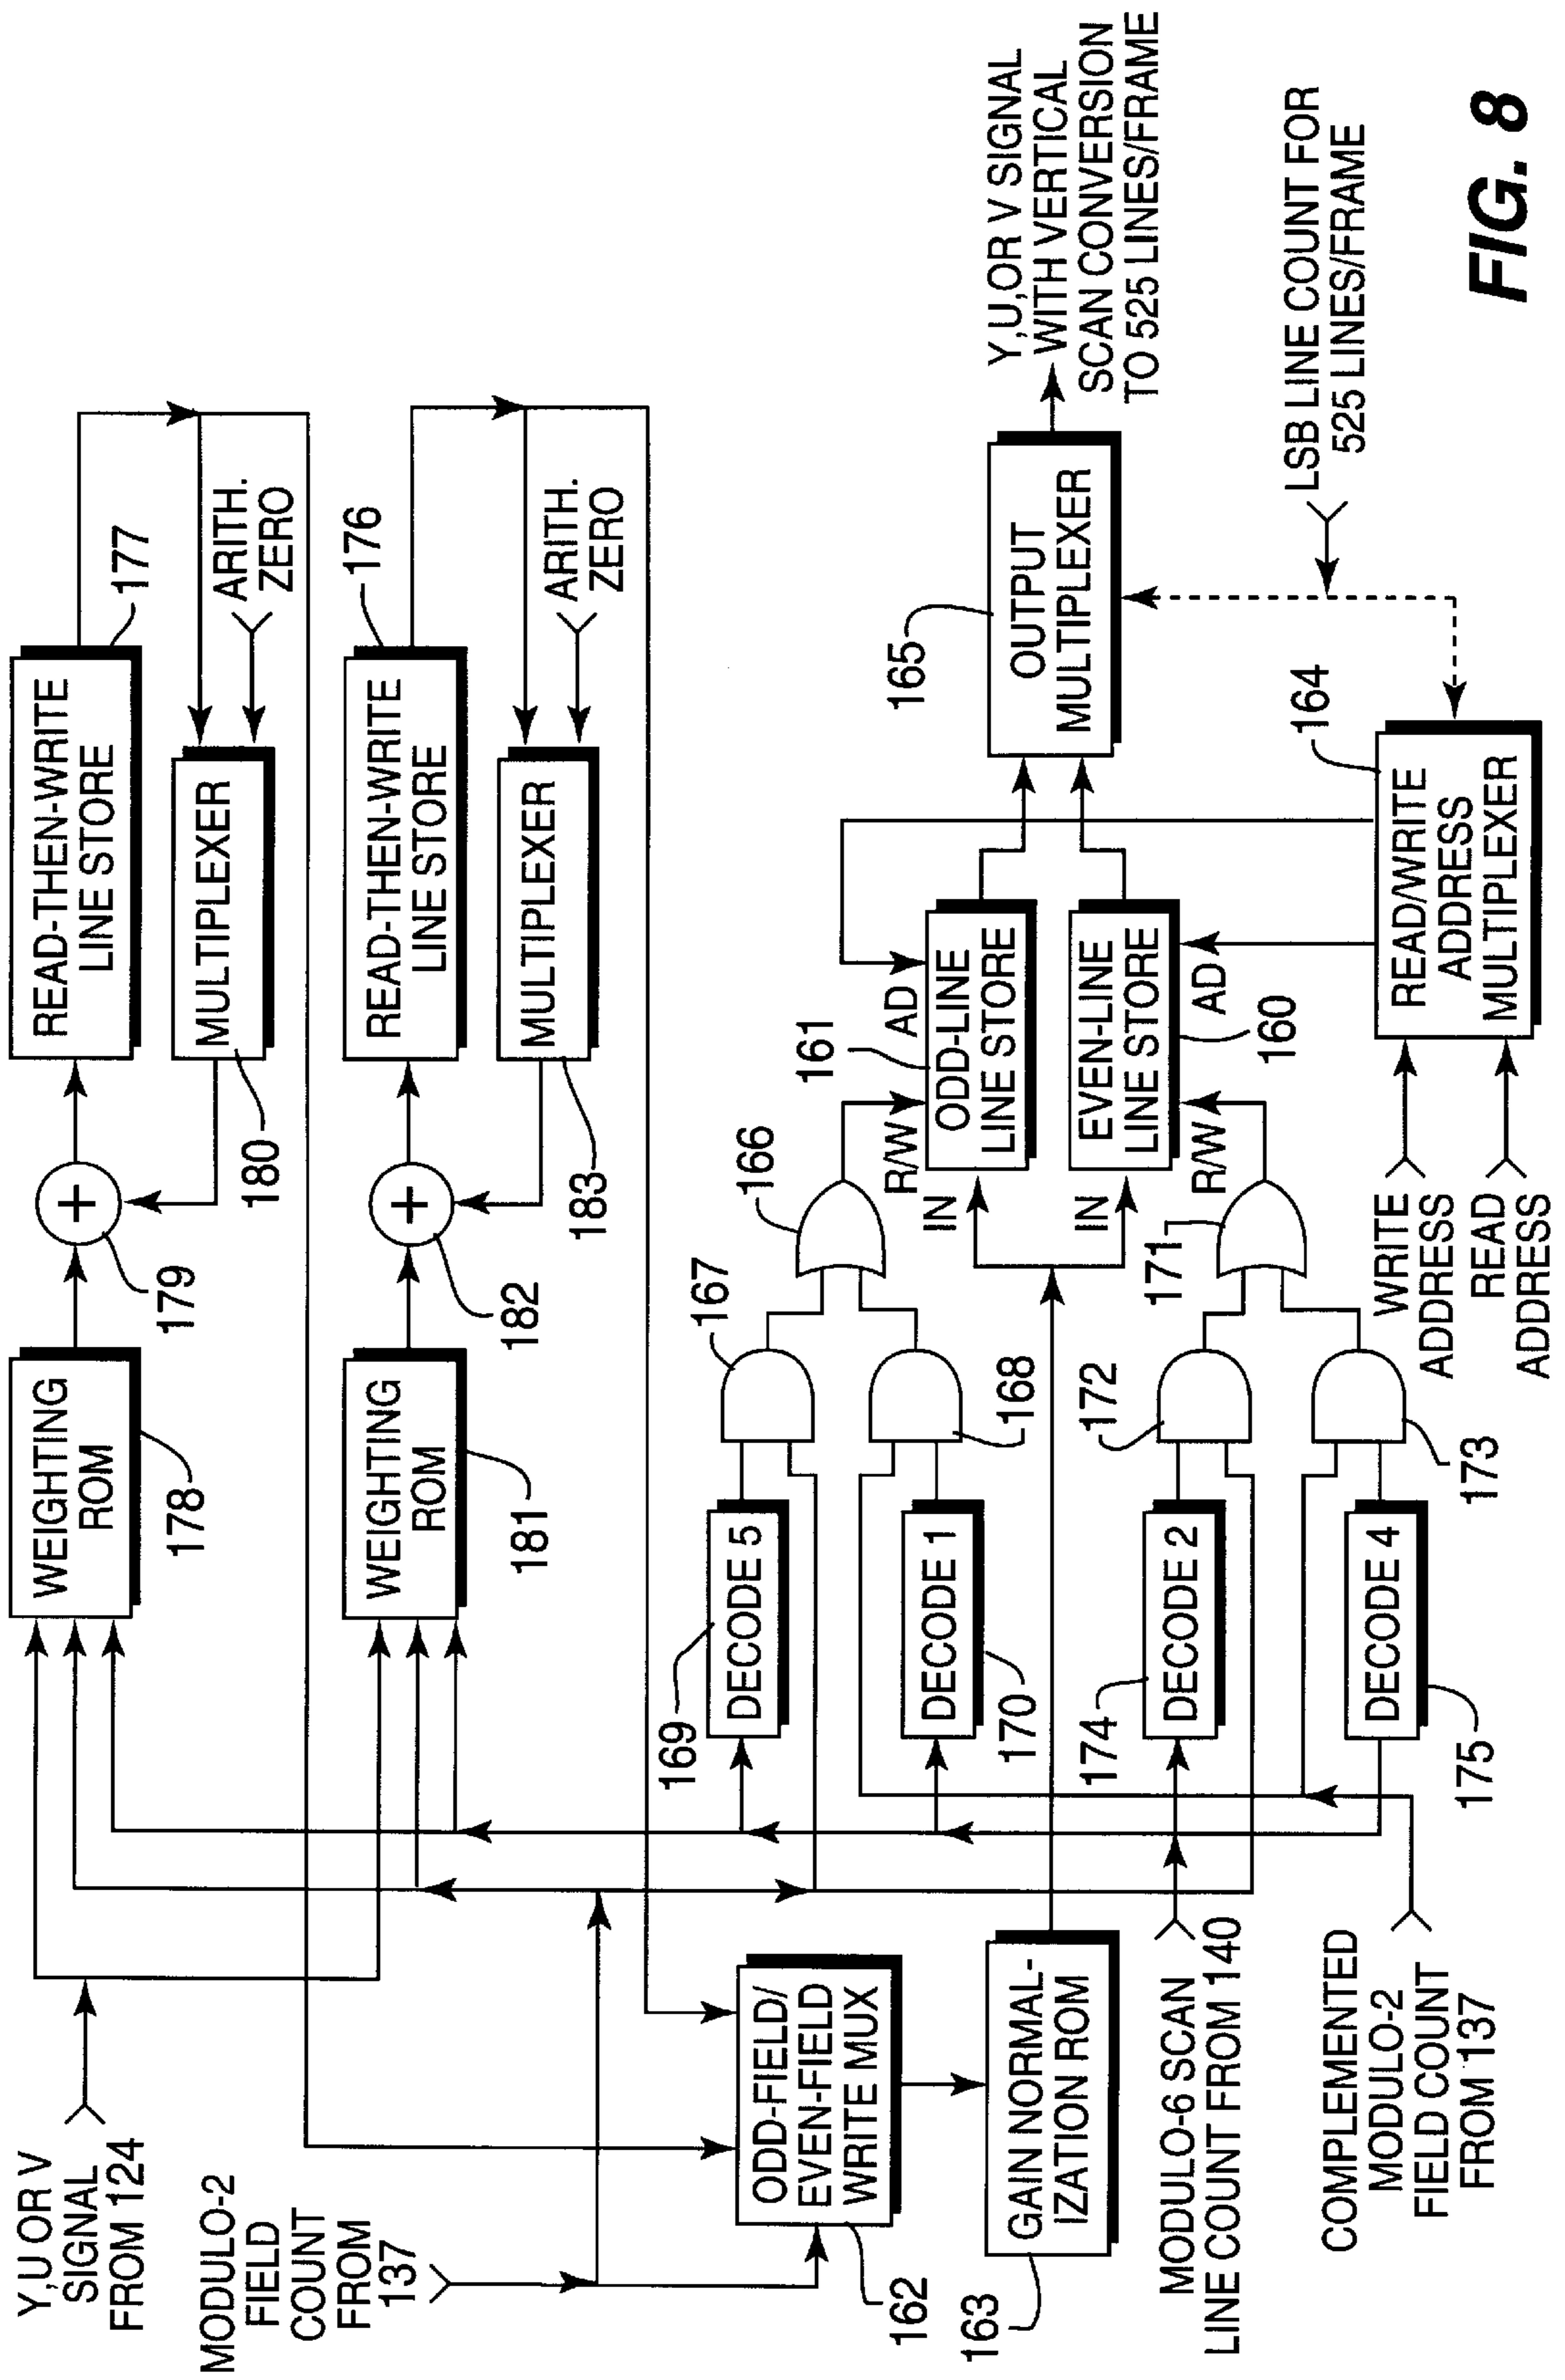 Y,U OR V
SIGNAL
FROM 124
MODULO-2
FIELD
COUNT
FROM
137
WEIGHTING
ROM
178
179
READ-THEN-WRITE
LINE STORE
177
MULTIPLEXER
180
ARITH.
ZERO
WEIGHTING
ROM
181
182
READ-THEN-WRITE
LINE STORE
176
MULTIPLEXER
183
ARITH.
ZERO
ODD-FIELD/
EVEN-FIELD
WRITE MUX
162
GAIN NORMAL-
IZATION ROM
163
169
DECODE 5
167
DECODE 1
170
168
166
174
DECODE 2
172
171
DECODE 4
175
173
MODULO-6 SCAN
LINE COUNT FROM 140
COMPLEMENTED
MODULO-2
FIELD COUNT
FROM 137
R/W
AD
161
IN
ODD-LINE
LINE STORE
IN
EVEN-LINE
LINE STORE
R/W
AD
160
WRITE
ADDRESS
READ
ADDRESS
READ/WRITE
ADDRESS
MULTIPLEXER
164
165
OUTPUT
MULTIPLEXER
Y,U,OR V SIGNAL
WITH VERTICAL
SCAN CONVERSION
TO 525 LINES/FRAME
LSB LINE COUNT FOR
525 LINES/FRAME
FIG. 8